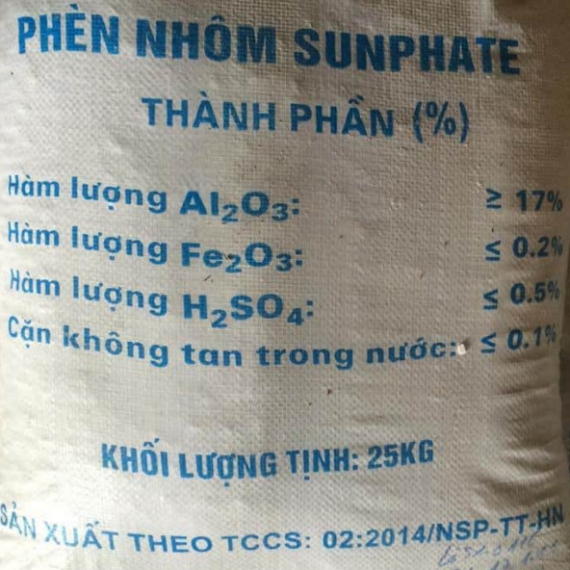 PHÈN NHÔM SUNPHATE
THÀNH PHẦN (%)
Hàm lượng Al₂O₃: ≥ 17%
Hàm lượng Fe₂O₃: ≤ 0.2%
Hàm lượng H₂SO₄: ≤ 0.5%
Cặn không tan trong nước: ≤ 0.1%
KHỐI LƯỢNG TỊNH: 25KG
SẢN XUẤT THEO TCCS: 02:2014/NSP-TT-HN